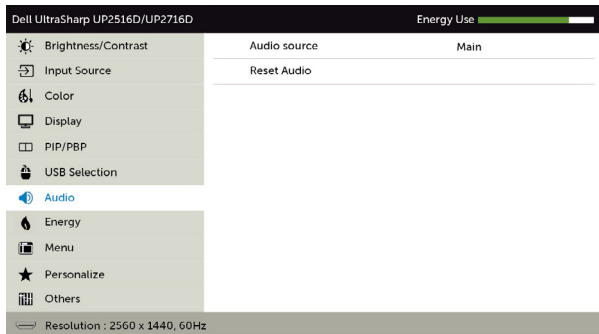 Dell UltraSharp UP2516D/UP2716D Energy Use
Brightness/Contrast Audio source Main
Input Source Reset Audio
Color
Display
PIP/PBP
USB Selection
Audio
Energy
Menu
Personalize
Others
Resolution : 2560 x 1440, 60Hz